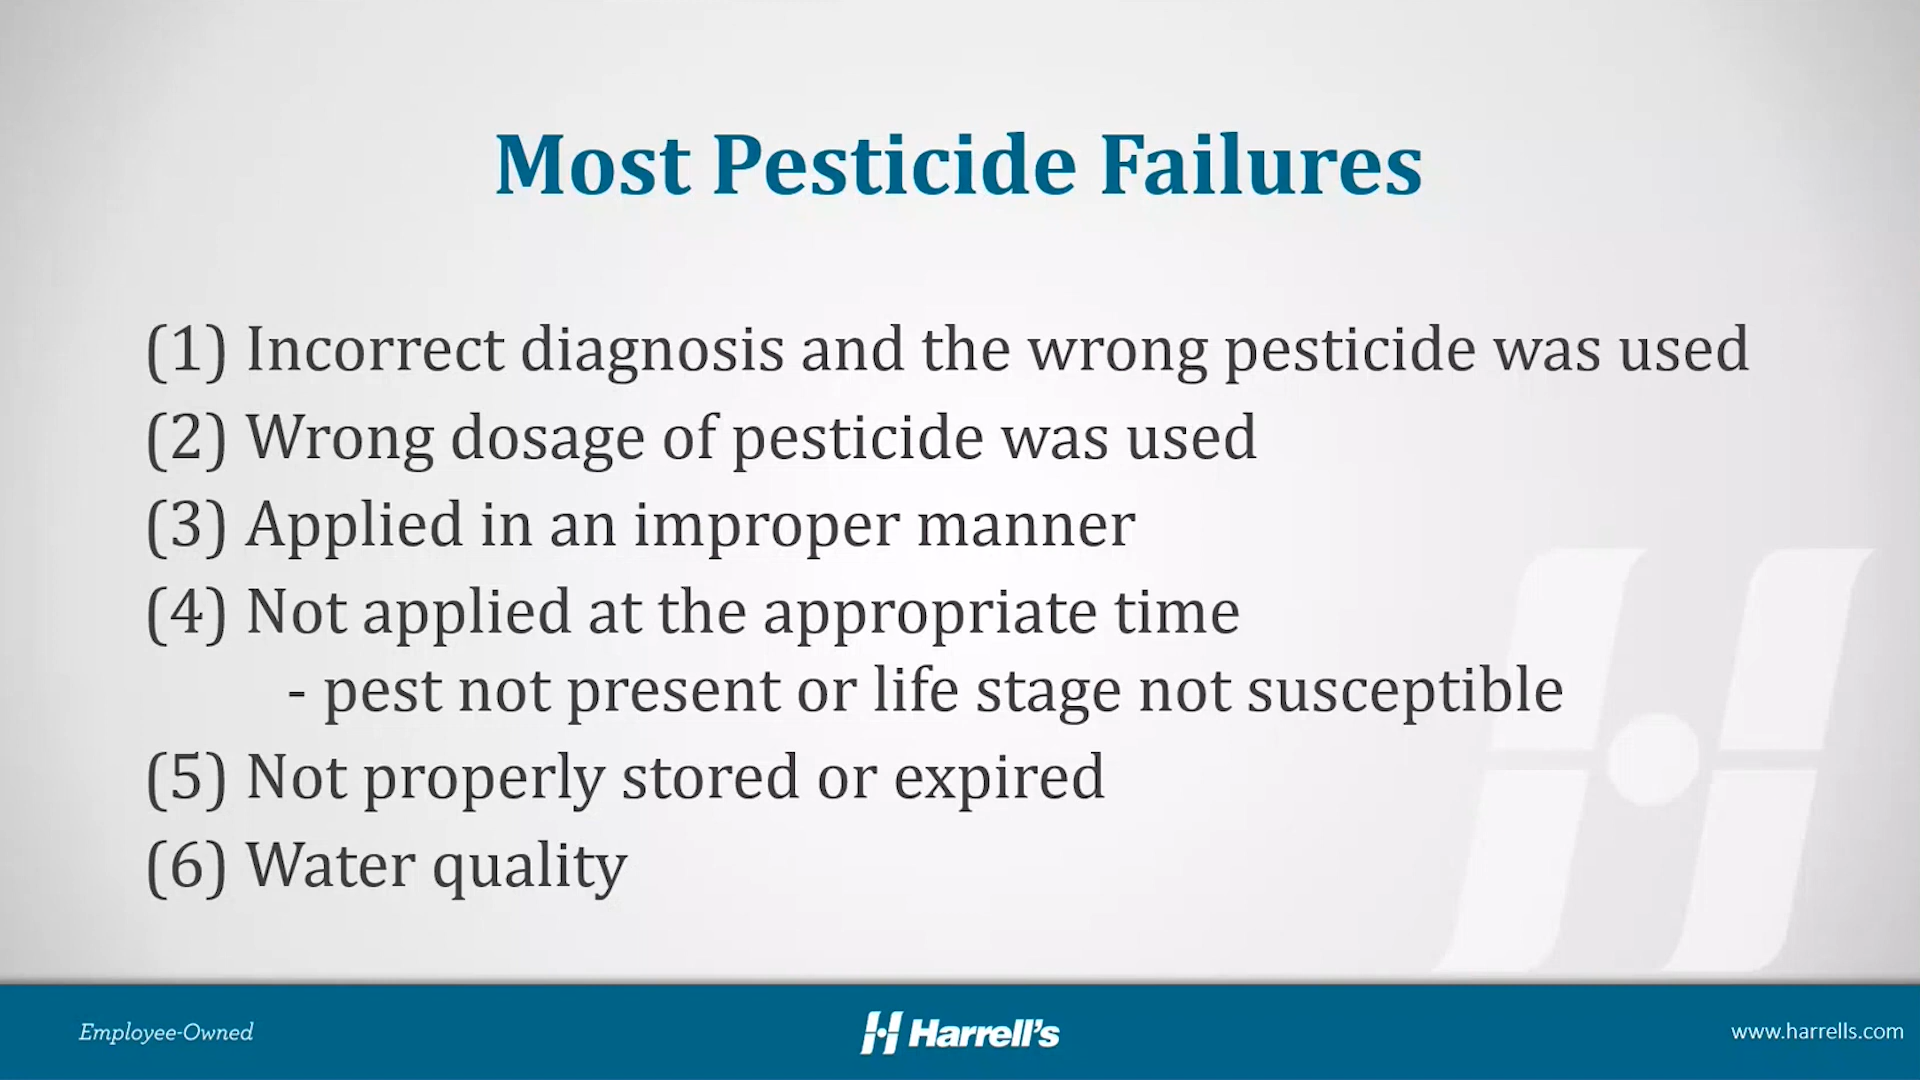 Most Pesticide Failures
(1) Incorrect diagnosis and the wrong pesticide was used
(2) Wrong dosage of pesticide was used
(3) Applied in an improper manner
(4) Not applied at the appropriate time
- pest not present or life stage not susceptible
(5) Not properly stored or expired
(6) Water quality
Employee-Owned
Harrell's
www.harrells.com